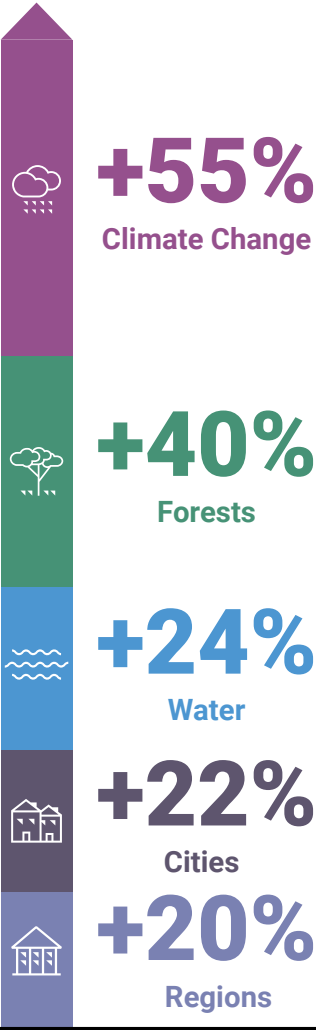 +55%
Climate Change
+40%
Forests
+24%
Water
+22%
Cities
+20%
Regions